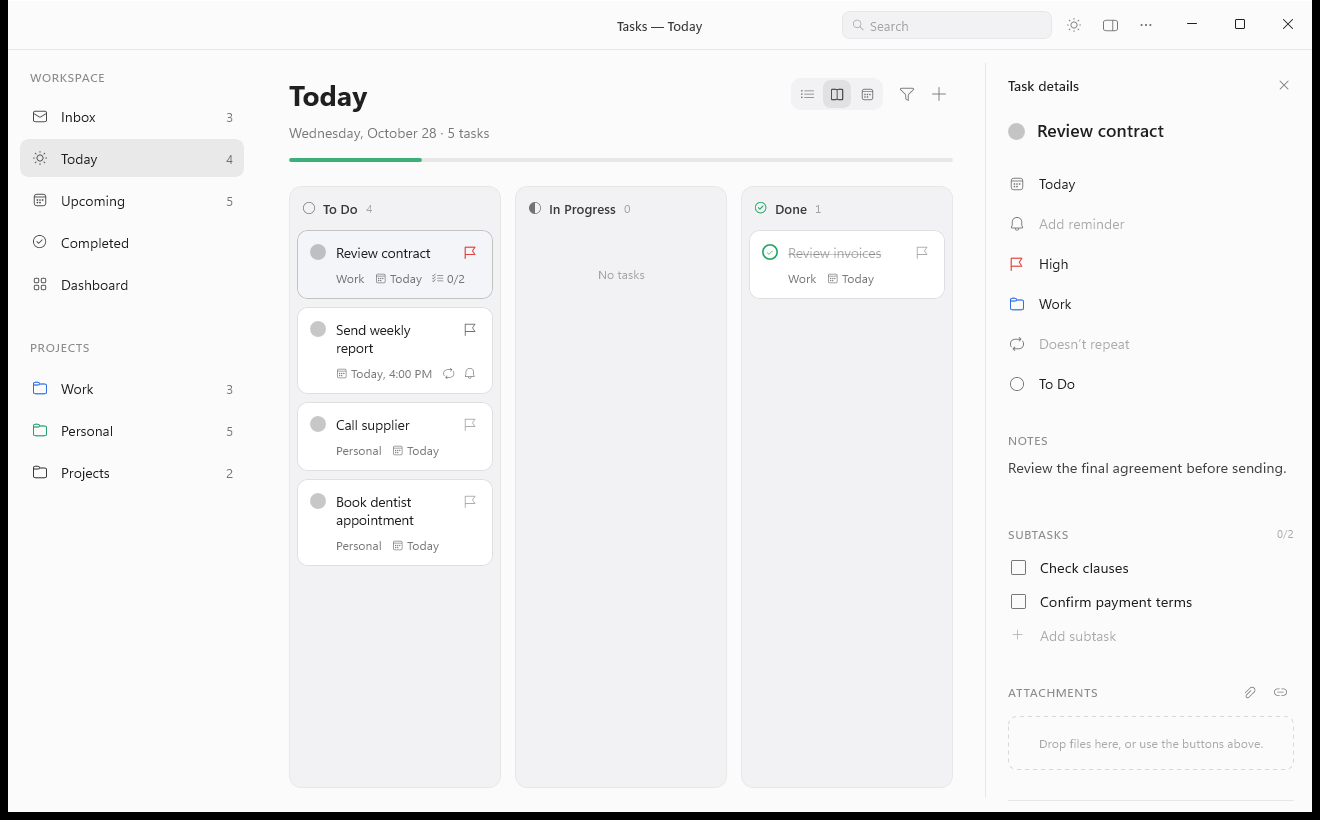 Tasks — Today
Search
WORKSPACE
Inbox 3
Today 4
Upcoming 5
Completed
Dashboard
PROJECTS
Work 3
Personal 5
Projects 2
Today
Wednesday, October 28 · 5 tasks
To Do 4
Review contract
Work Today 0/2
Send weekly
report
Today, 4:00 PM
Call supplier
Personal Today
Book dentist
appointment
Personal Today
In Progress 0
No tasks
Done 1
Review invoices
Work Today
Task details
Review contract
Today
Add reminder
High
Work
Doesn't repeat
To Do
NOTES
Review the final agreement before sending.
SUBTASKS 0/2
Check clauses
Confirm payment terms
Add subtask
ATTACHMENTS
Drop files here, or use the buttons above.